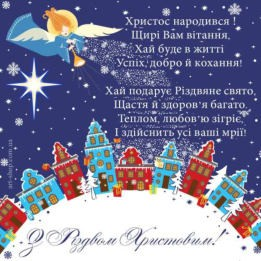 Христос народився !
Щирі Вам вітання,
Хай буде в житті
Успіх, добро й кохання!
Хай подарує Різдвяне свято,
Щастя й здоров'я багато.
Теплом, любов'ю зігріє,
І здійснить усі ваші мрії!
З Різдвом Христовим!